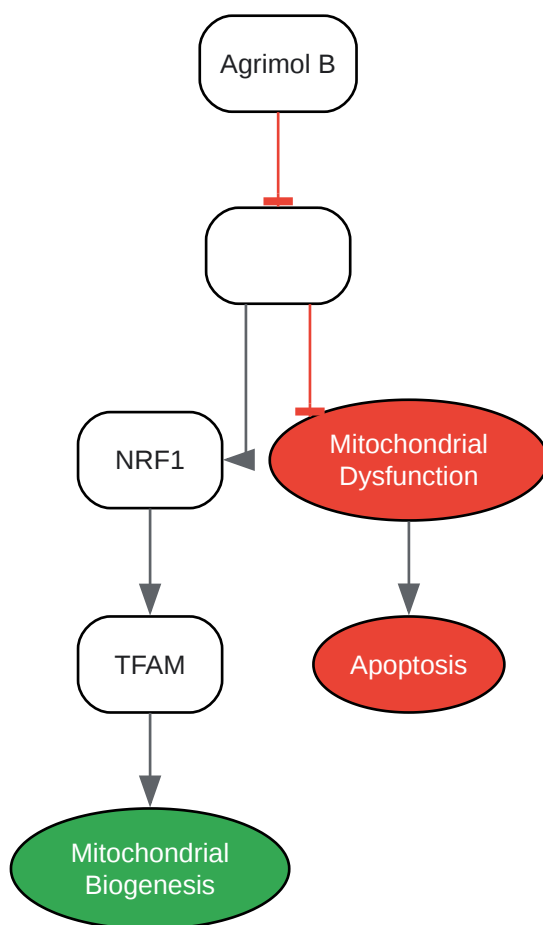 Agrimol B
NRF1
Mitochondrial
Dysfunction
TFAM
Apoptosis
Mitochondrial
Biogenesis